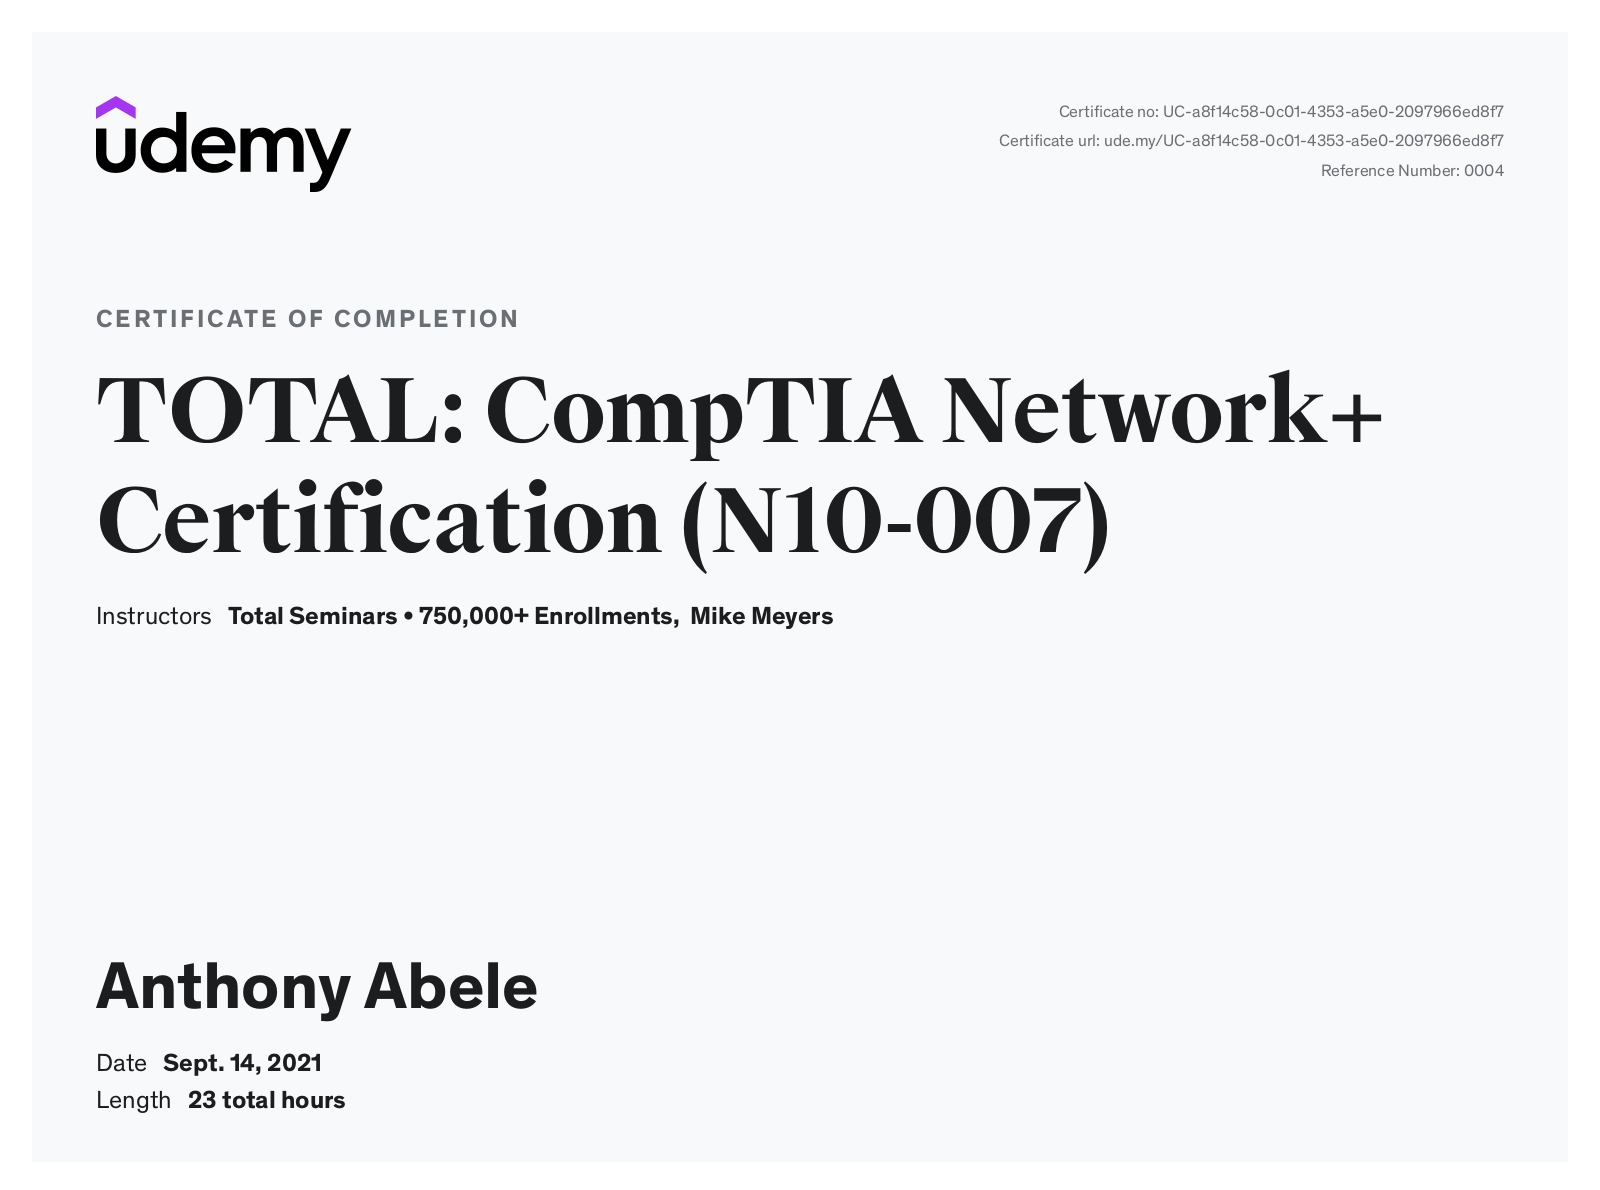 udemy
Certificate no: UC-a8f14c58-0c01-4353-a5e0-2097966ed8f7
Certificate url: ude.my/UC-a8f14c58-0c01-4353-a5e0-2097966ed8f7
Reference Number: 0004
CERTIFICATE OF COMPLETION
TOTAL: CompTIA Network+
Certification (N10-007)
Instructors Total Seminars • 750,000+ Enrollments, Mike Meyers
Anthony Abele
Date Sept. 14, 2021
Length 23 total hours